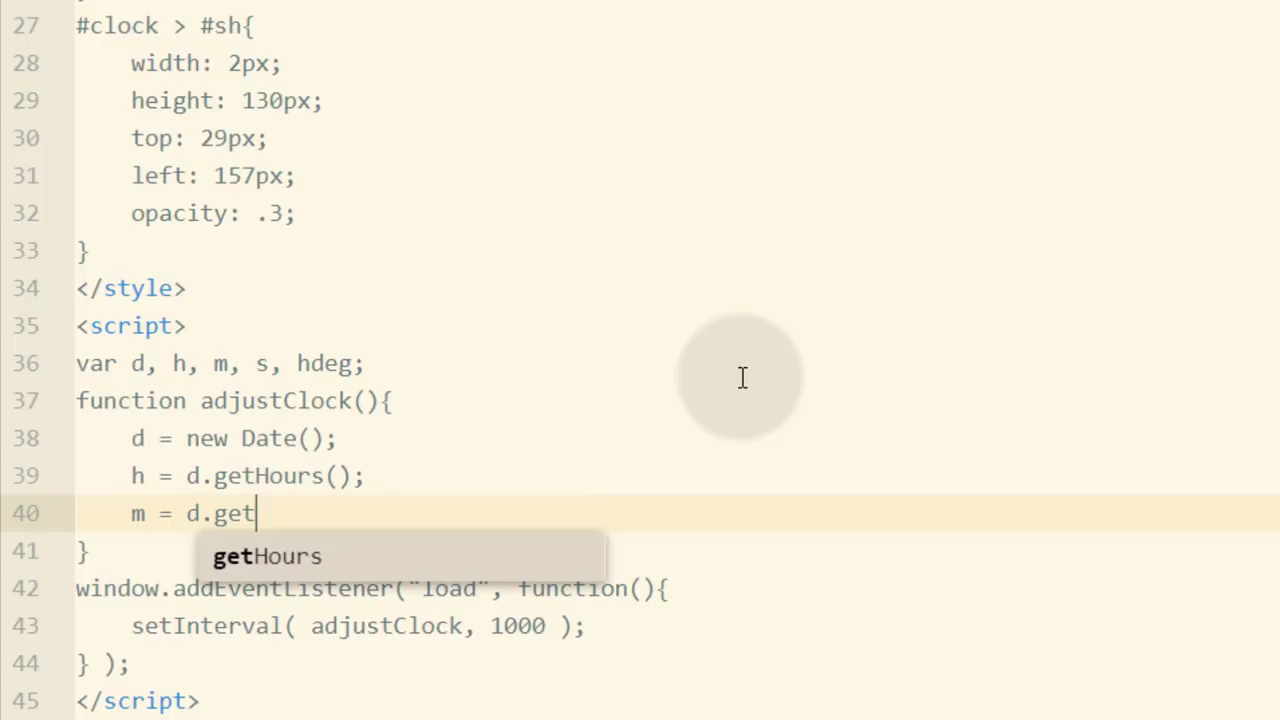 27 #clock > #sh{
28 width: 2px;
29 height: 130px;
30 top: 29px;
31 left: 157px;
32 opacity: .3;
33 }
34 </style>
35 <script>
36 var d, h, m, s, hdeg;
37 function adjustClock(){
38 d = new Date();
39 h = d.getHours();
40 m = d.get
getHours
41 }
42 window.addEventListener("load", function(){
43 setInterval( adjustClock, 1000 );
44 } );
45 </script>